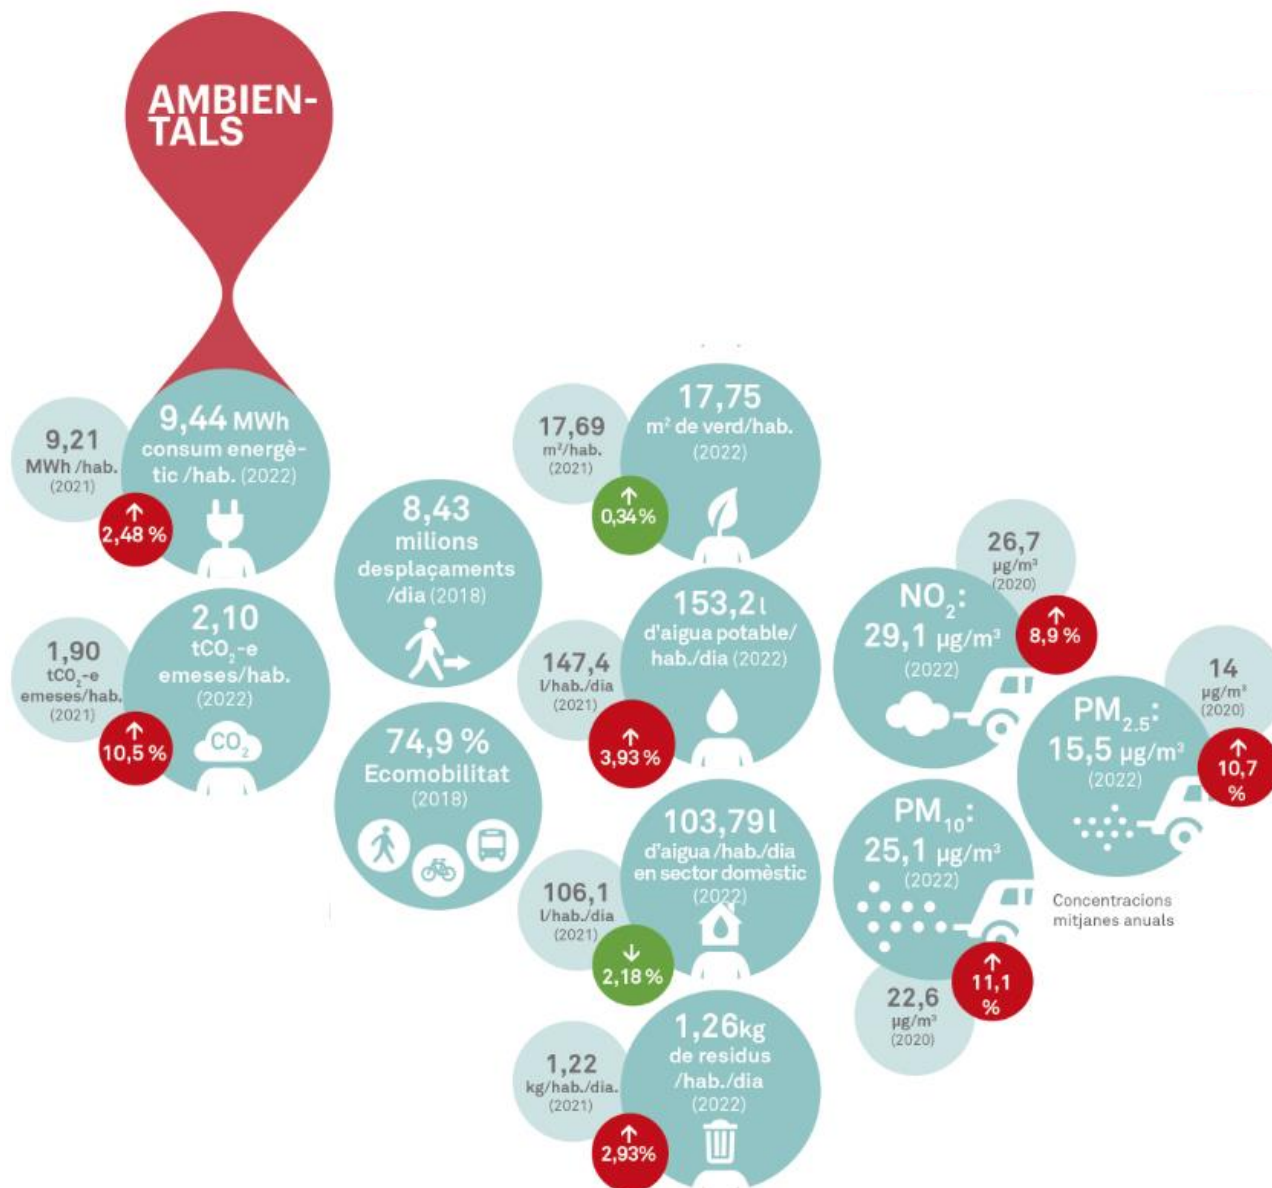 AMBIEN-
TALS
9,44 MWh
consum energè-
tic /hab. (2022)
9,21
MWh /hab.
(2021)
↑
2,48 %
2,10
tCO₂-e
emeses/hab.
(2022)
CO₂
1,90
tCO₂-e
emeses/hab.
(2021)
↑
10,5 %
8,43
milions
desplaçaments
/dia (2018)
74,9 %
Ecomobilitat
(2018)
17,75
m² de verd/hab.
(2022)
17,69
m²/hab.
(2021)
↑
0,34 %
153,2 l
d'aigua potable/
hab./dia (2022)
147,4
l/hab./dia
(2021)
↑
3,93 %
103,79 l
d'aigua /hab./dia
en sector domèstic
(2022)
106,1
l/hab./dia
(2021)
↓
2,18 %
1,26kg
de residus
/hab./dia
(2022)
1,22
kg/hab./dia.
(2021)
↑
2,93%
NO₂:
29,1 µg/m³
(2022)
26,7
µg/m³
(2020)
↑
8,9 %
PM₂.₅:
15,5 µg/m³
(2022)
14
µg/m³
(2020)
↑
10,7
%
PM₁₀:
25,1 µg/m³
(2022)
22,6
µg/m³
(2020)
↑
11,1
%
Concentracions
mitjanes anuals